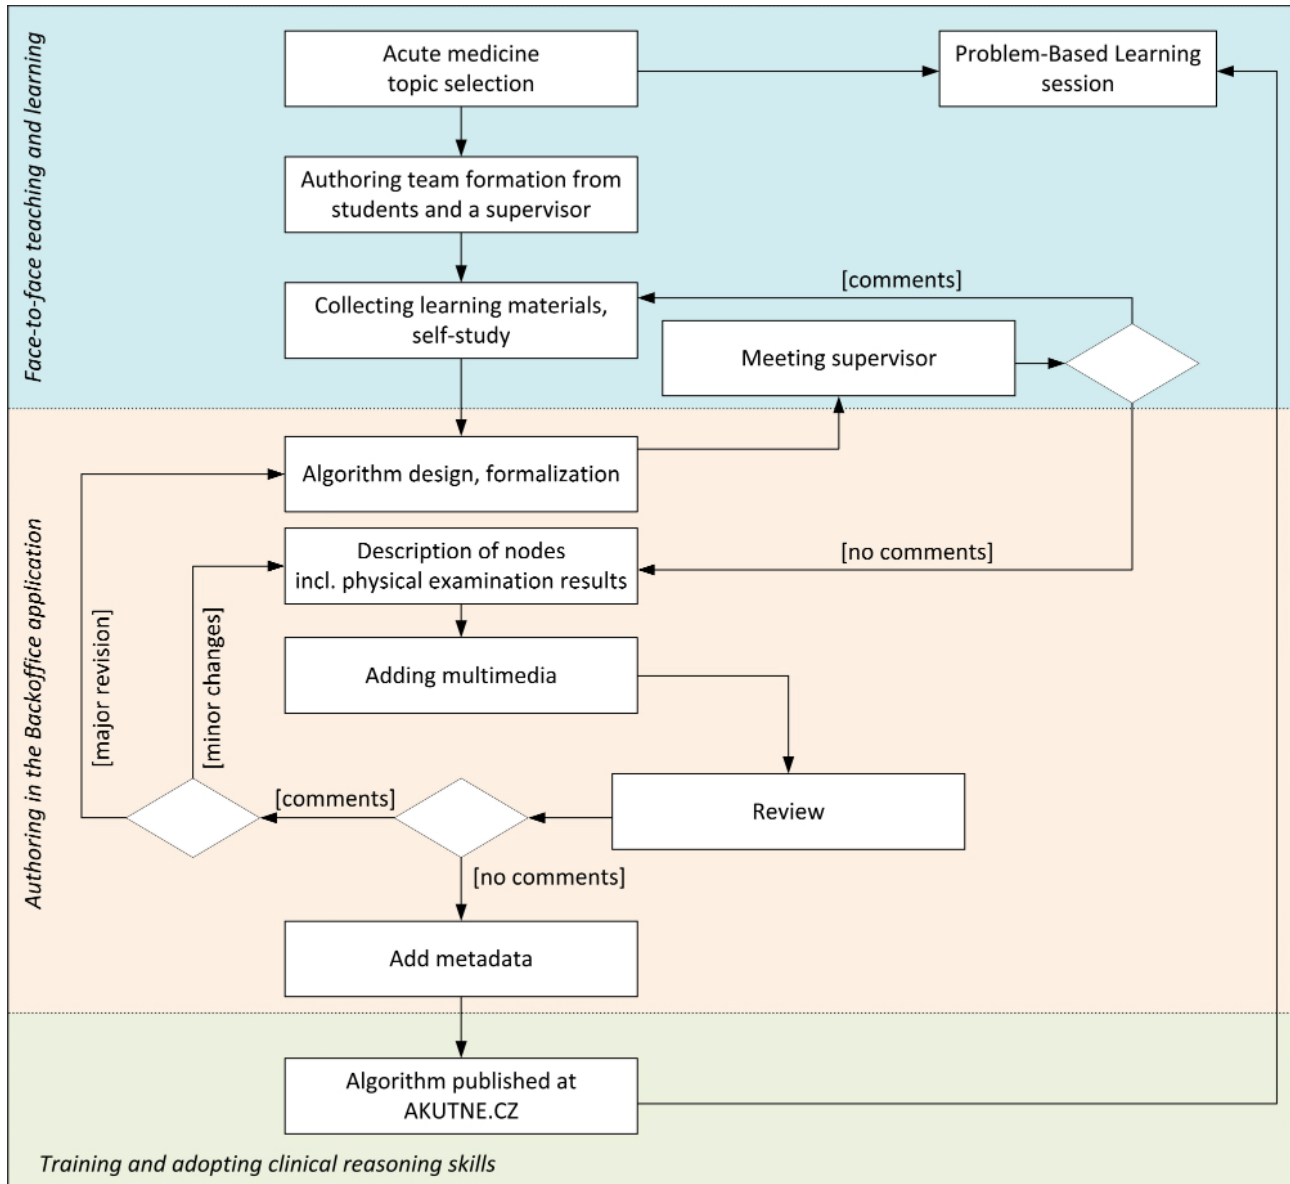 Face-to-face teaching and learning
Acute medicine
topic selection
Problem-Based Learning
session
Authoring team formation from
students and a supervisor
[comments]
Collecting learning materials,
self-study
Meeting supervisor
Authoring in the Backoffice application
Algorithm design, formalization
[no comments]
Description of nodes
incl. physical examination results
[major revision]
[minor changes]
Adding multimedia
[comments]
Review
[no comments]
Add metadata
Algorithm published at
AKUTNE.CZ
Training and adopting clinical reasoning skills